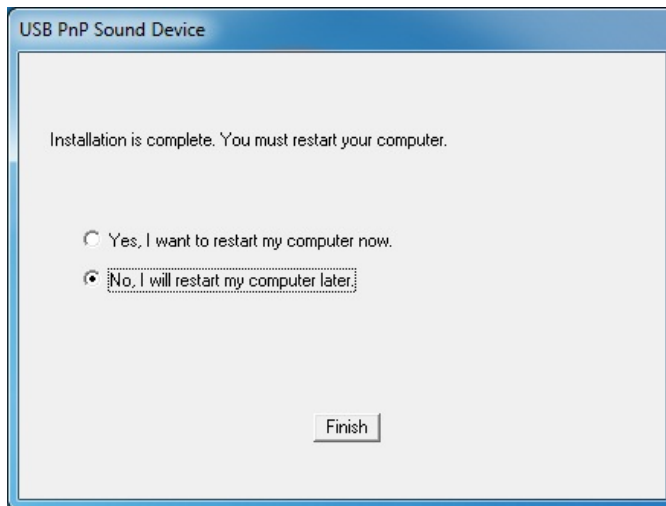 USB PnP Sound Device
Installation is complete. You must restart your computer.
Yes, I want to restart my computer now.
No, I will restart my computer later.
Finish